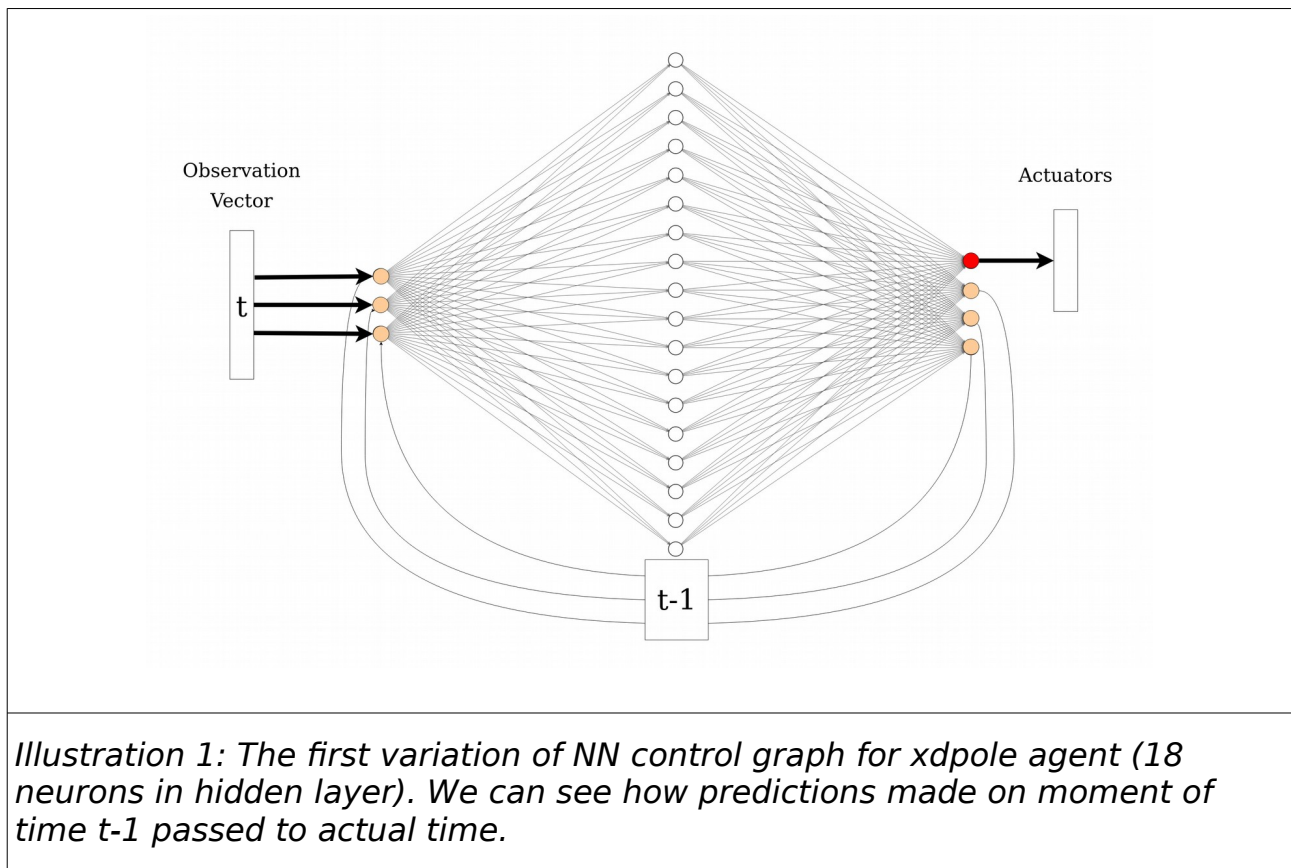 Observation
Vector
Actuators
t
t-1
Illustration 1: The first variation of NN control graph for xdpole agent (18
neurons in hidden layer). We can see how predictions made on moment of
time t-1 passed to actual time.